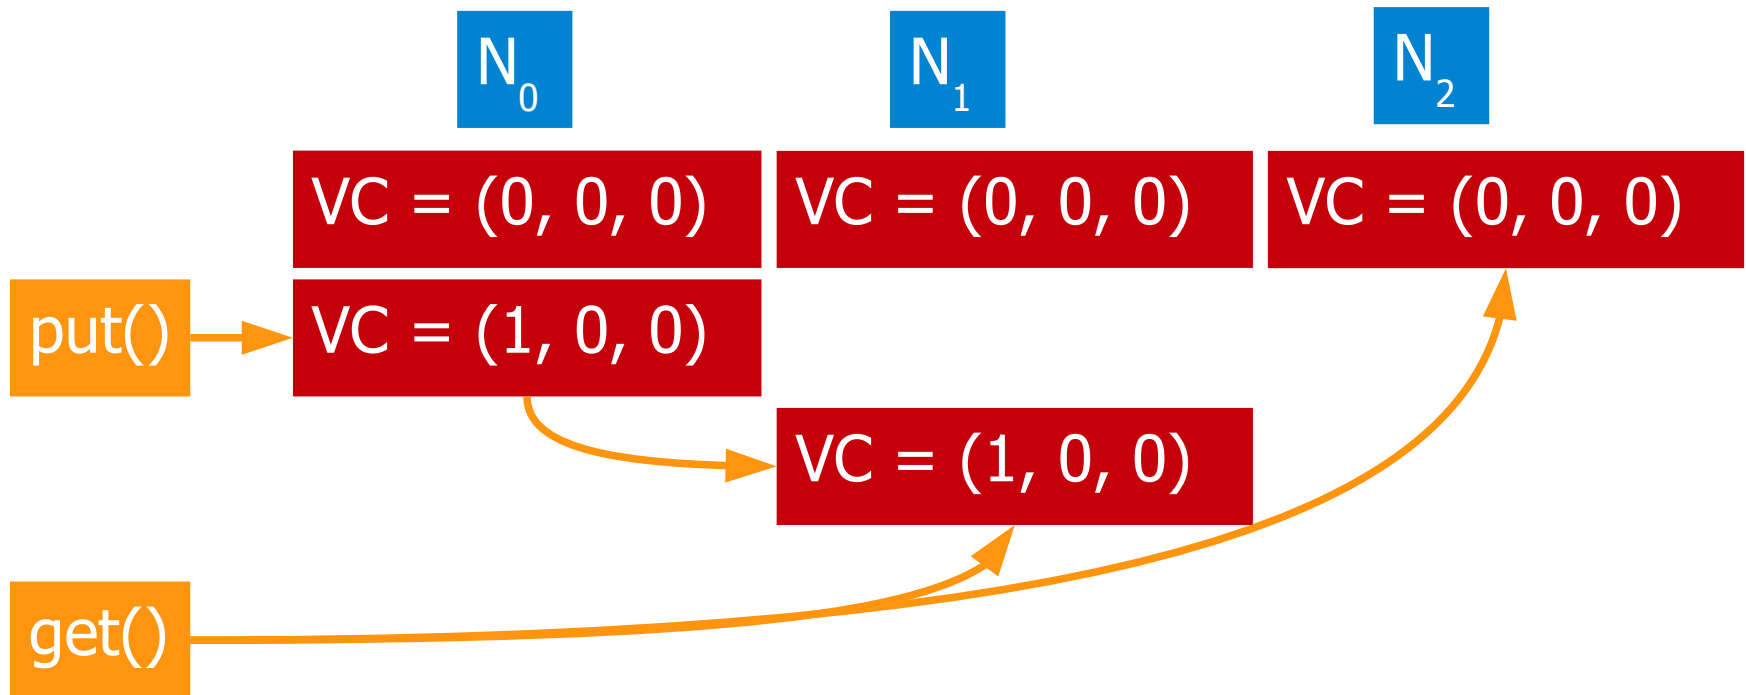 N₀ N₁ N₂
VC = (0, 0, 0) VC = (0, 0, 0) VC = (0, 0, 0)
put() VC = (1, 0, 0)
VC = (1, 0, 0)
get()